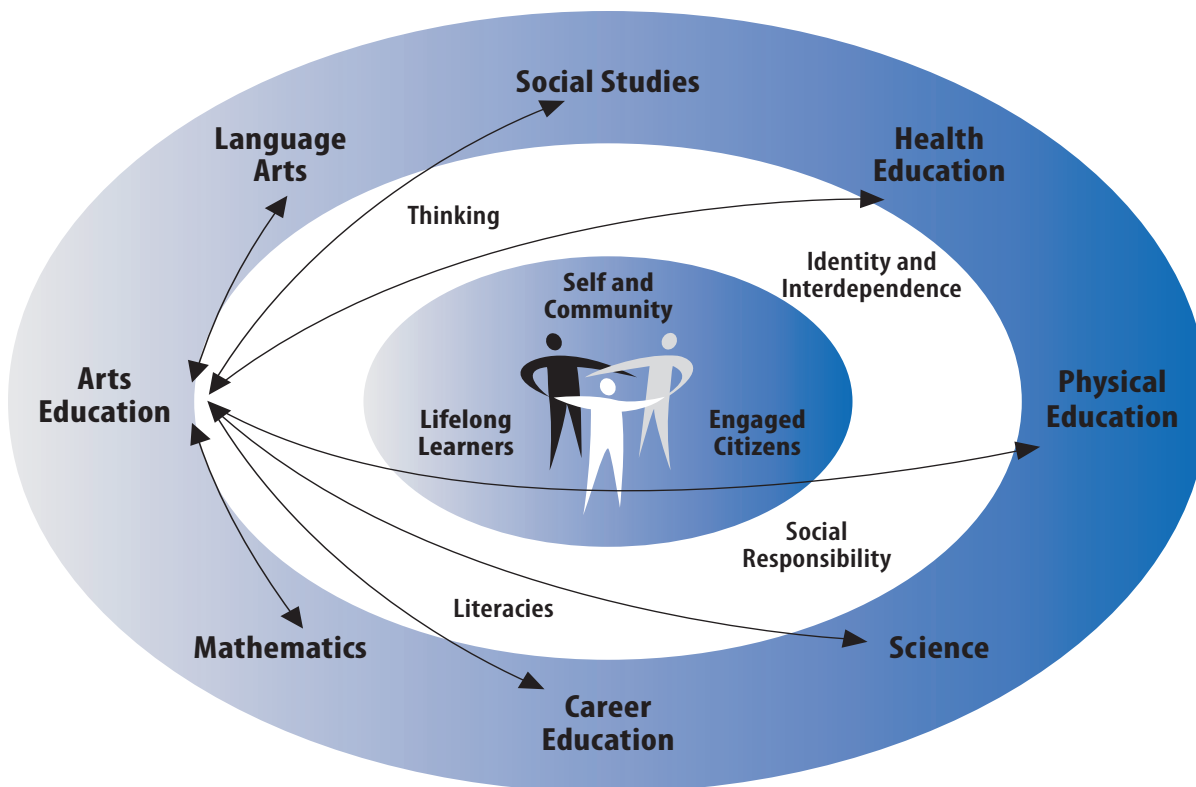 Social Studies
Language
Arts
Health
Education
Thinking
Identity and
Interdependence
Self and
Community
Arts
Education
Physical
Education
Lifelong
Learners
Engaged
Citizens
Social
Responsibility
Literacies
Mathematics
Science
Career
Education